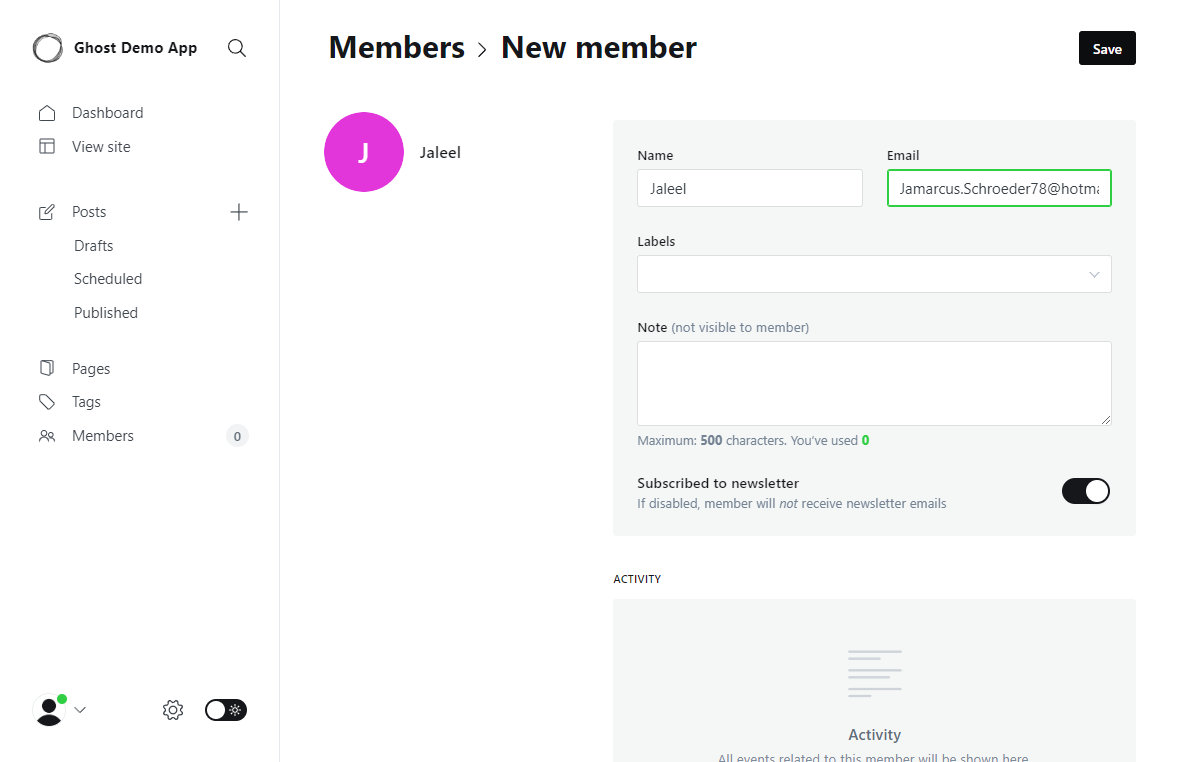 Ghost Demo App
Dashboard
View site
Posts
Drafts
Scheduled
Published
Pages
Tags
Members 0
Members > New member
Save
J Jaleel
Name
Jaleel
Email
Jamarcus.Schroeder78@hotma
Labels
Note (not visible to member)
Maximum: 500 characters. You've used 0
Subscribed to newsletter
If disabled, member will not receive newsletter emails
ACTIVITY
Activity
All events related to this member will be shown here.